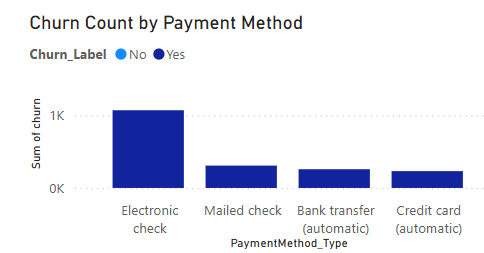 Churn Count by Payment Method
Churn_Label No Yes
Sum of churn
1K
0K
Electronic check
Mailed check
Bank transfer (automatic)
Credit card (automatic)
PaymentMethod_Type